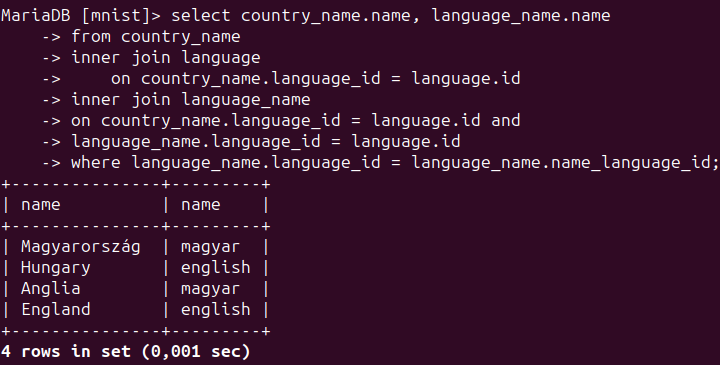 MariaDB [mnist]> select country_name.name, language_name.name
    -> from country_name
    -> inner join language
    ->     on country_name.language_id = language.id
    -> inner join language_name
    -> on country_name.language_id = language.id and
    -> language_name.language_id = language.id
    -> where language_name.language_id = language_name.name_language_id;
+---------------+---------+
| name          | name    |
+---------------+---------+
| Magyarország  | magyar  |
| Hungary       | english |
| Anglia        | magyar  |
| England       | english |
+---------------+---------+
4 rows in set (0,001 sec)